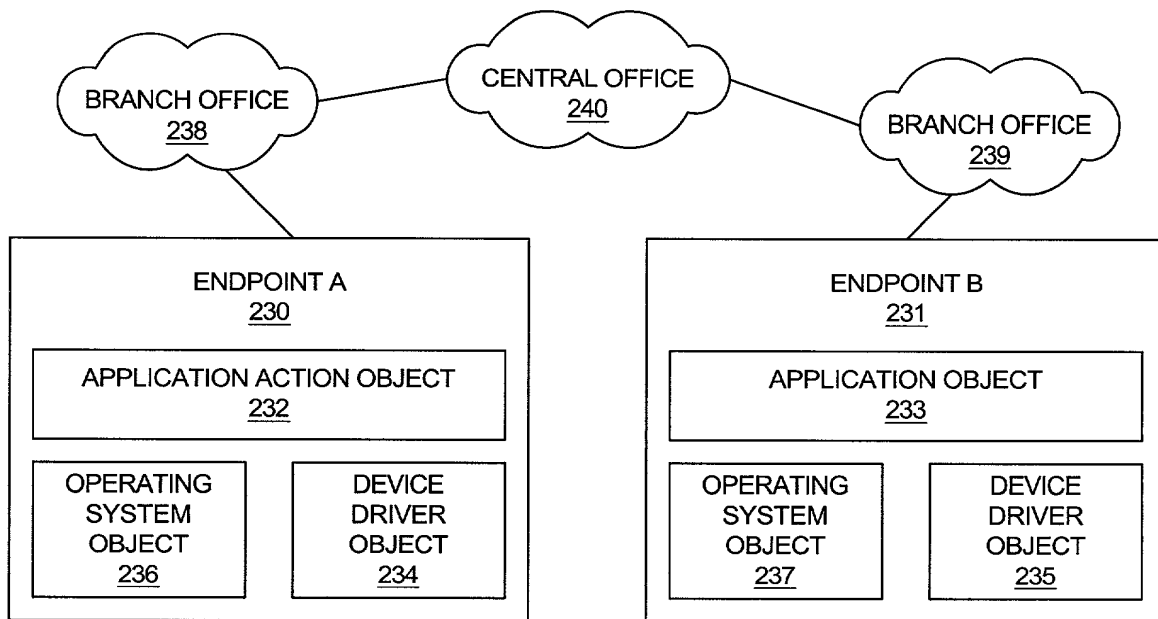 BRANCH OFFICE
238
CENTRAL OFFICE
240
BRANCH OFFICE
239
ENDPOINT A
230
APPLICATION ACTION OBJECT
232
OPERATING
SYSTEM
OBJECT
236
DEVICE
DRIVER
OBJECT
234
ENDPOINT B
231
APPLICATION OBJECT
233
OPERATING
SYSTEM
OBJECT
237
DEVICE
DRIVER
OBJECT
235